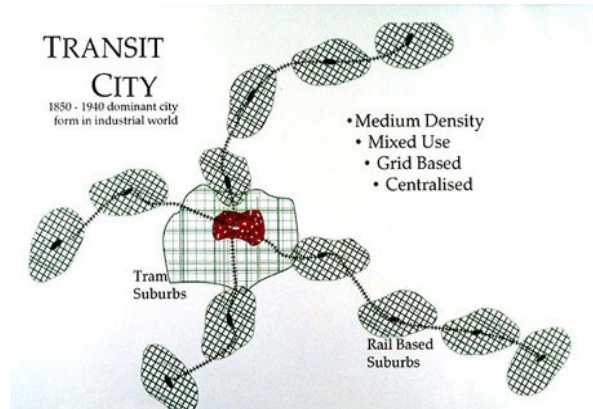 TRANSIT
CITY
1850 - 1940 dominant city
form in industrial world
•Medium Density
• Mixed Use
• Grid Based
• Centralised
Tram
Suburbs
Rail Based
Suburbs